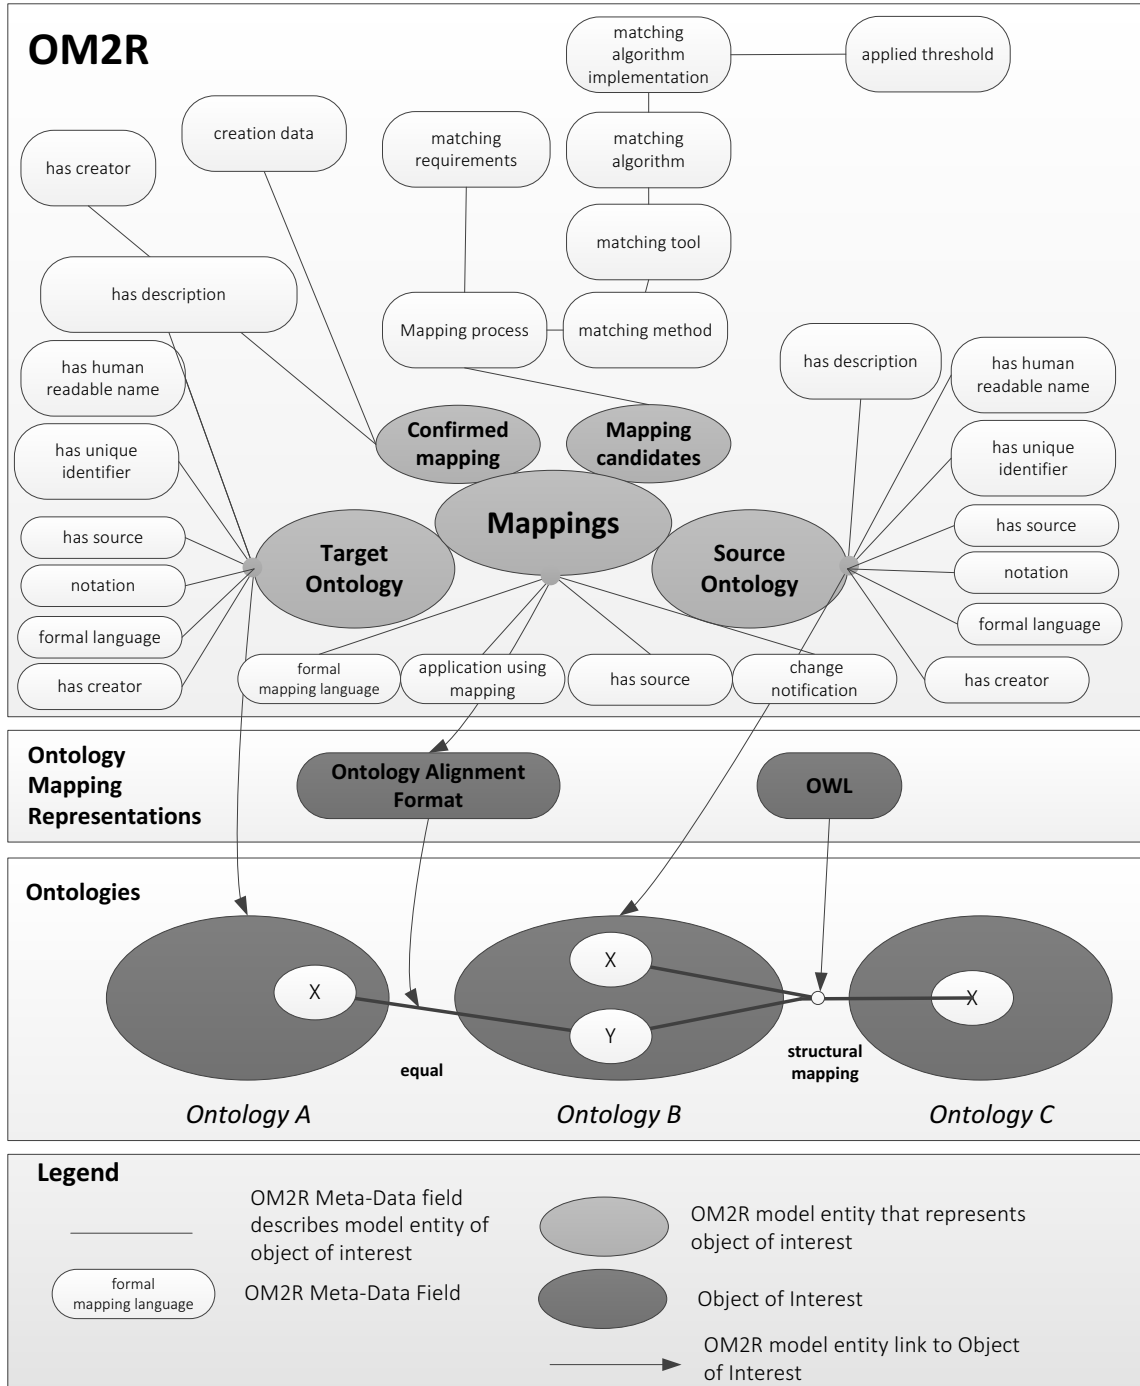 OM2R
matching
algorithm
implementation
applied threshold
creation data
matching
requirements
matching
algorithm
has creator
matching tool
has description
Mapping process
matching method
has description
has human
readable name
has human
readable name
Confirmed
mapping
Mapping
candidates
has unique
identifier
has unique
identifier
Mappings
has source
Target
Ontology
Source
Ontology
has source
notation
notation
formal language
formal language
has creator
formal
mapping language
application using
mapping
has source
change
notification
has creator
Ontology
Mapping
Representations
Ontology Alignment
Format
OWL
Ontologies
X
X
X
Y
equal
structural
mapping
Ontology A
Ontology B
Ontology C
Legend
OM2R Meta-Data field
describes model entity of
object of interest
OM2R model entity that represents
object of interest
formal
mapping language
OM2R Meta-Data Field
Object of Interest
OM2R model entity link to Object
of Interest